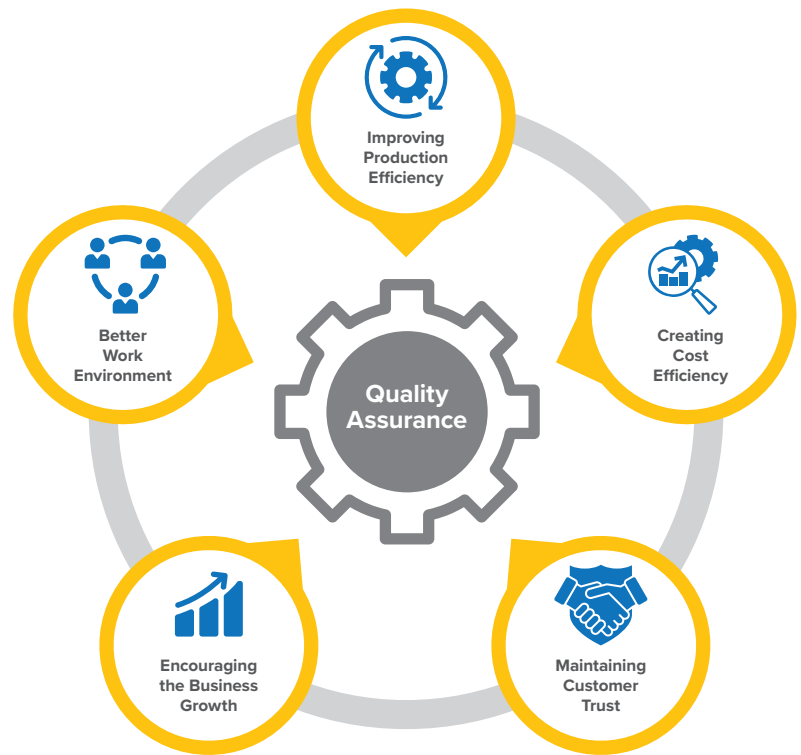 Improving
Production
Efficiency
Creating
Cost
Efficiency
Maintaining
Customer
Trust
Encouraging
the Business
Growth
Better
Work
Environment
Quality
Assurance